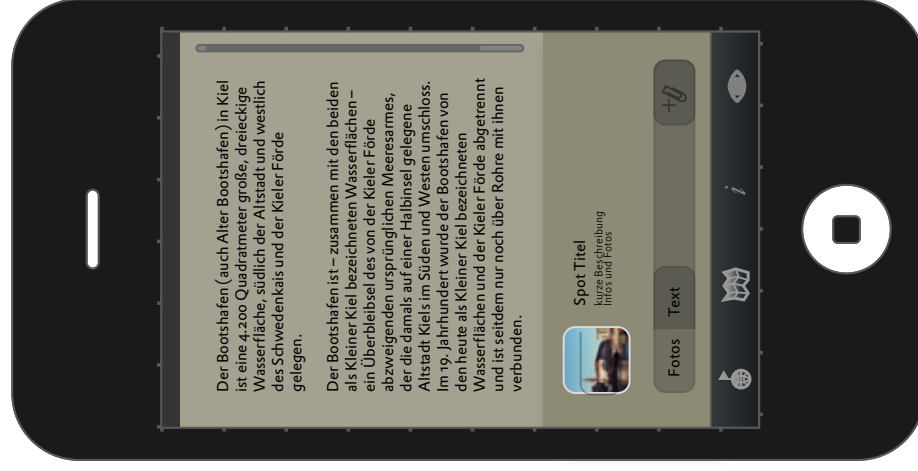 Der Bootshafen (auch Alter Bootshafen) in Kiel
ist eine 4.200 Quadratmeter große, dreieckige
Wasserfläche, südlich der Altstadt und westlich
des Schwedenkais und der Kieler Förde
gelegen.
Der Bootshafen ist – zusammen mit den beiden
als Kleiner Kiel bezeichneten Wasserflächen –
ein Überbleibsel des von der Kieler Förde
abzweigenden ursprünglichen Meeresarmes,
der die damals auf einer Halbinsel gelegene
Altstadt Kiels im Süden und Westen umschloss.
Im 19. Jahrhundert wurde der Bootshafen von
den heute als Kleiner Kiel bezeichneten
Wasserflächen und der Kieler Förde abgetrennt
und ist seitdem nur noch über Rohre mit ihnen
verbunden.
Spot Titel
kurze Beschreibung
Infos und Fotos
Fotos
Text
i